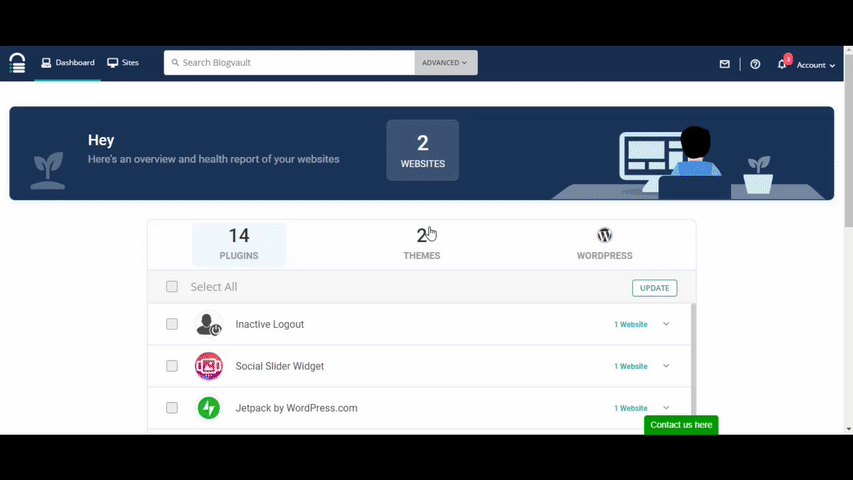 Dashboard
Sites
Search Blogvault
ADVANCED
3
Account
Hey
Here's an overview and health report of your websites
2
WEBSITES
14
PLUGINS
2
THEMES
WORDPRESS
Select All
UPDATE
Inactive Logout
1 Website
Social Slider Widget
1 Website
Jetpack by WordPress.com
1 Website
Contact us here